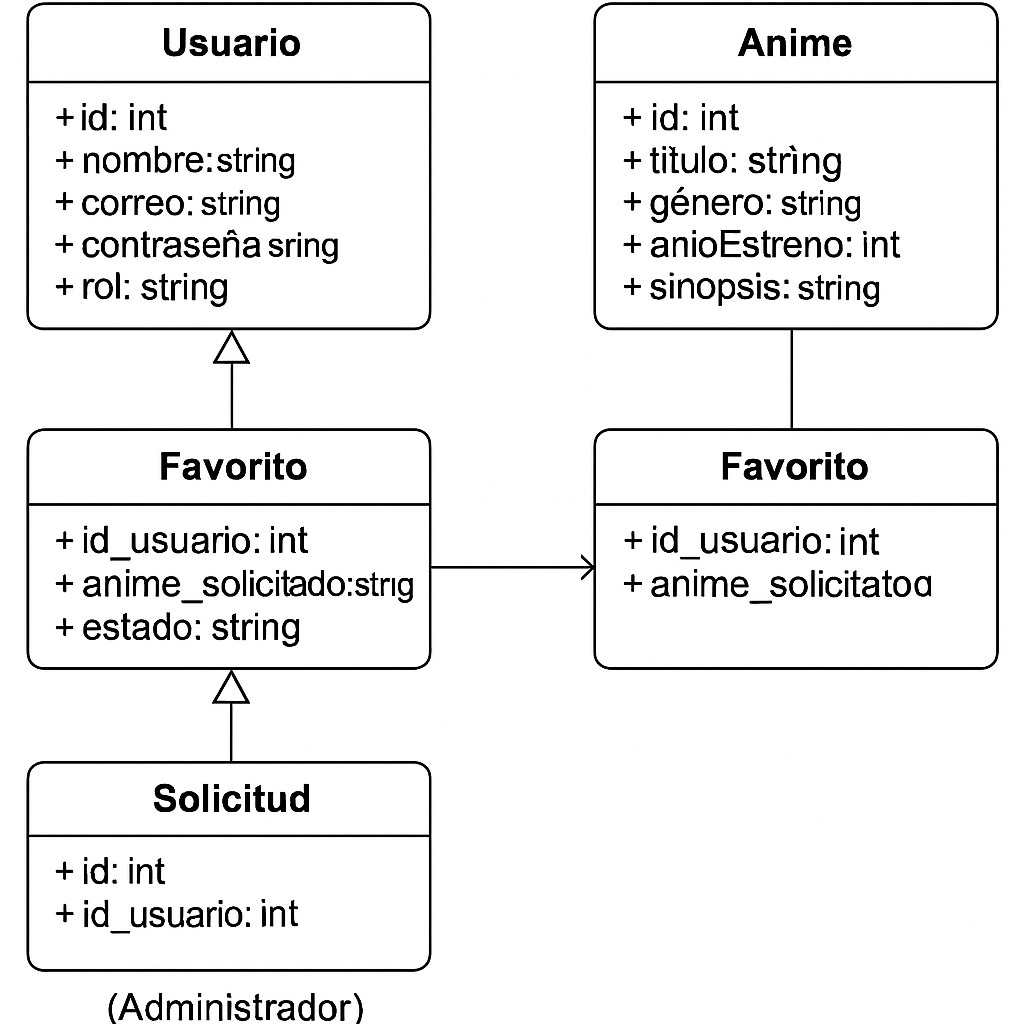 Usuario
+ id: int
+ nombre: string
+ correo: string
+ contraseña sring
+ rol: string
Anime
+ id: int
+ titulo: strìng
+ género: string
+ anioEstreno: int
+ sinopsis: string
Favorito
+ id_usuario: int
+ anime_solicitado:strıg
+ estado: string
Favorito
+ id_usuario: int
+ anime_solicitatoɑ
Solicitud
+ id: int
+ id_usuario: int
(Administrador)